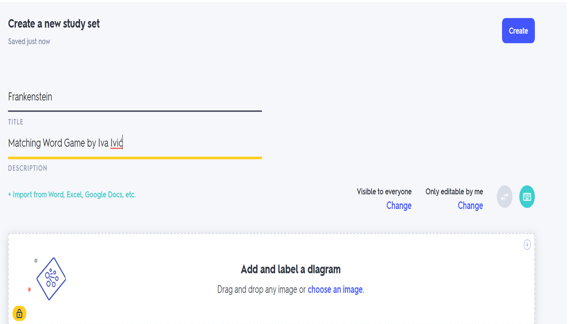 Create a new study set
Saved just now
Create
Frankenstein
TITLE
Matching Word Game by Iva Ivić
DESCRIPTION
+ Import from Word, Excel, Google Docs, etc.
Visible to everyone
Change
Only editable by me
Change
Add and label a diagram
Drag and drop any image or choose an image.